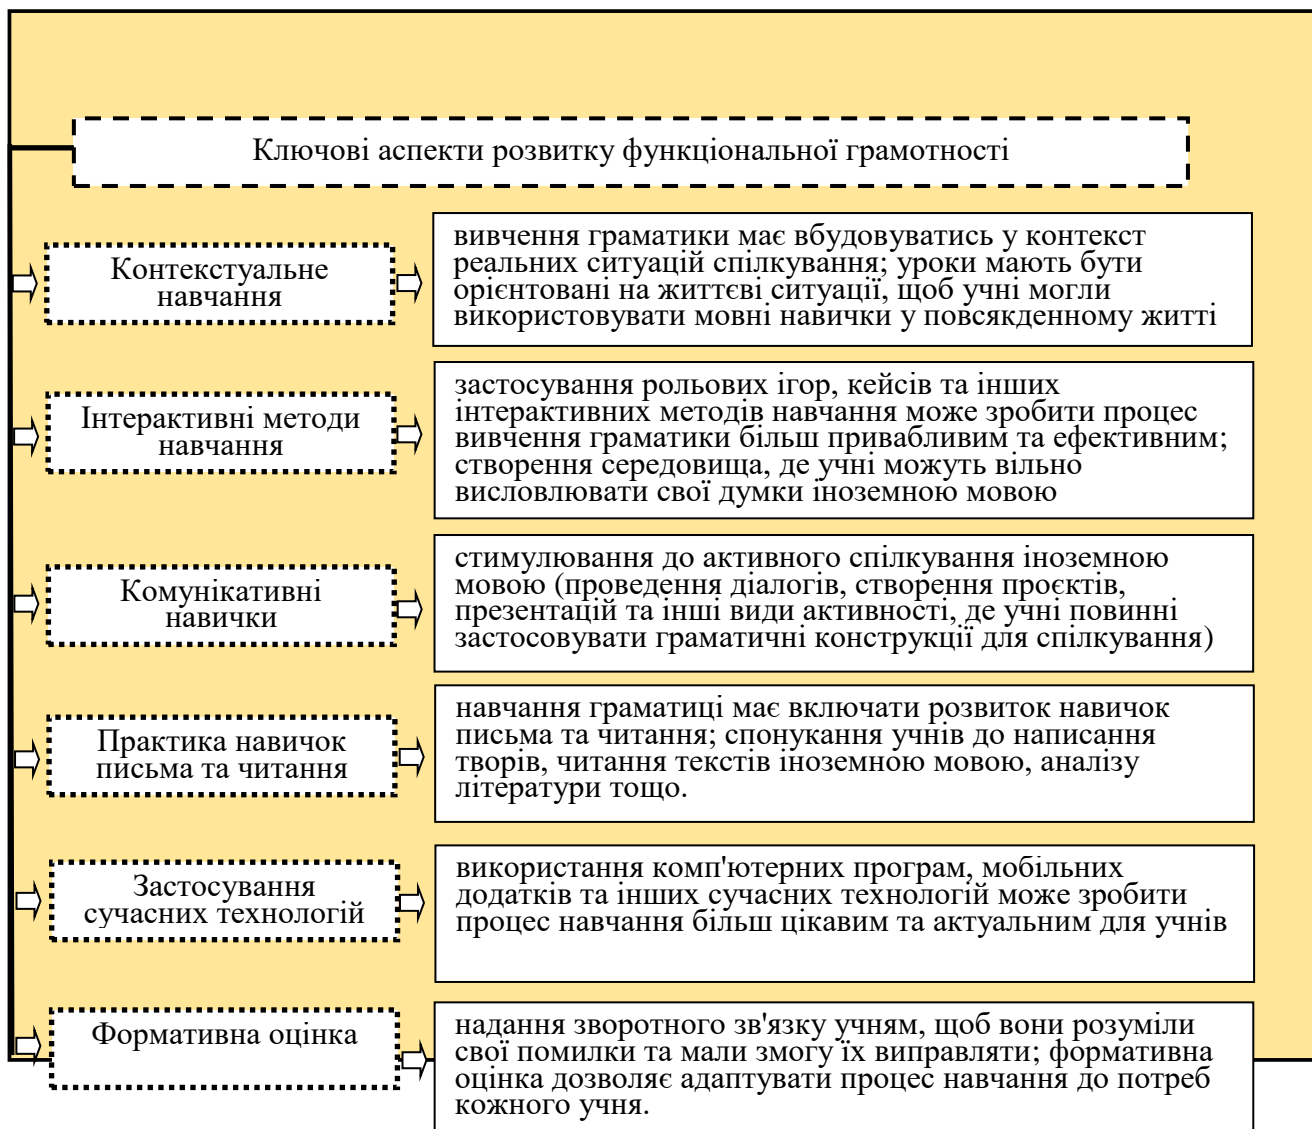 Ключові аспекти розвитку функціональної грамотності
Контекстуальне
навчання
вивчення граматики має вбудовуватись у контекст
реальних ситуацій спілкування; уроки мають бути
орієнтовані на життєві ситуації, щоб учні могли
використовувати мовні навички у повсякденному житті
Інтерактивні методи
навчання
застосування рольових ігор, кейсів та інших
інтерактивних методів навчання може зробити процес
вивчення граматики більш привабливим та ефективним;
створення середовища, де учні можуть вільно
висловлювати свої думки іноземною мовою
Комунікативні
навички
стимулювання до активного спілкування іноземною
мовою (проведення діалогів, створення проєктів,
презентацій та інші види активності, де учні повинні
застосовувати граматичні конструкції для спілкування)
Практика навичок
письма та читання
навчання граматиці має включати розвиток навичок
письма та читання; спонукання учнів до написання
творів, читання текстів іноземною мовою, аналізу
літератури тощо.
Застосування
сучасних технологій
використання комп'ютерних програм, мобільних
додатків та інших сучасних технологій може зробити
процес навчання більш цікавим та актуальним для учнів
Формативна оцінка
надання зворотного зв'язку учням, щоб вони розуміли
свої помилки та мали змогу їх виправляти; формативна
оцінка дозволяє адаптувати процес навчання до потреб
кожного учня.